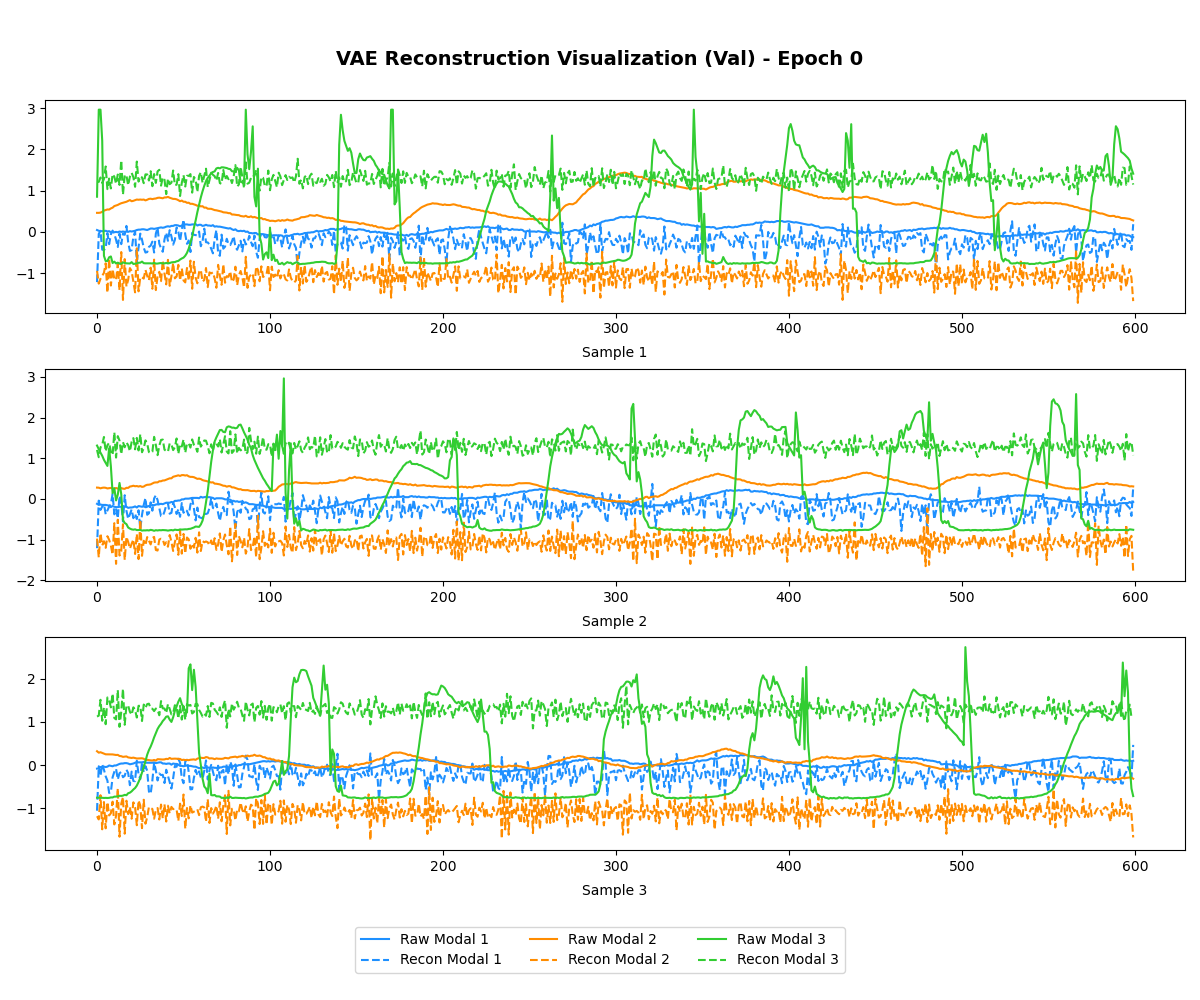 VAE Reconstruction Visualization (Val) - Epoch 0
3
2
1
0
−1
0 100 200 300 400 500 600
Sample 1
3
2
1
0
−1
−2
0 100 200 300 400 500 600
Sample 2
2
1
0
−1
0 100 200 300 400 500 600
Sample 3
Raw Modal 1 Raw Modal 2 Raw Modal 3
Recon Modal 1 Recon Modal 2 Recon Modal 3